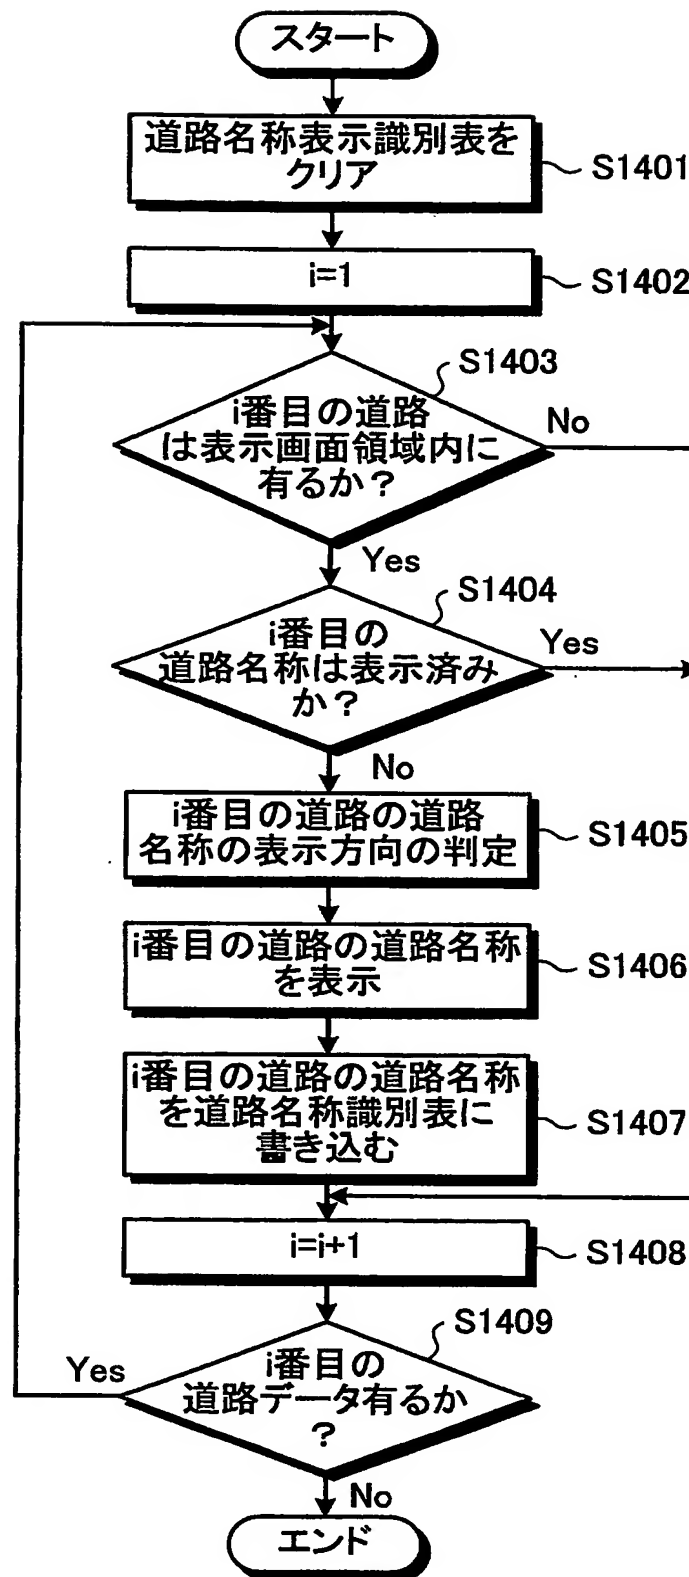 スタート
道路名称表示識別表を
クリア
S1401
i=1
S1402
S1403
i番目の道路
は表示画面領域内に
有るか？
No
Yes
S1404
i番目の
道路名称は表示済み
か？
Yes
No
i番目の道路の道路
名称の表示方向の判定
S1405
i番目の道路の道路名称
を表示
S1406
i番目の道路の道路名称
を道路名称識別表に
書き込む
S1407
i=i+1
S1408
S1409
Yes
i番目の
道路データ有るか
？
No
エンド